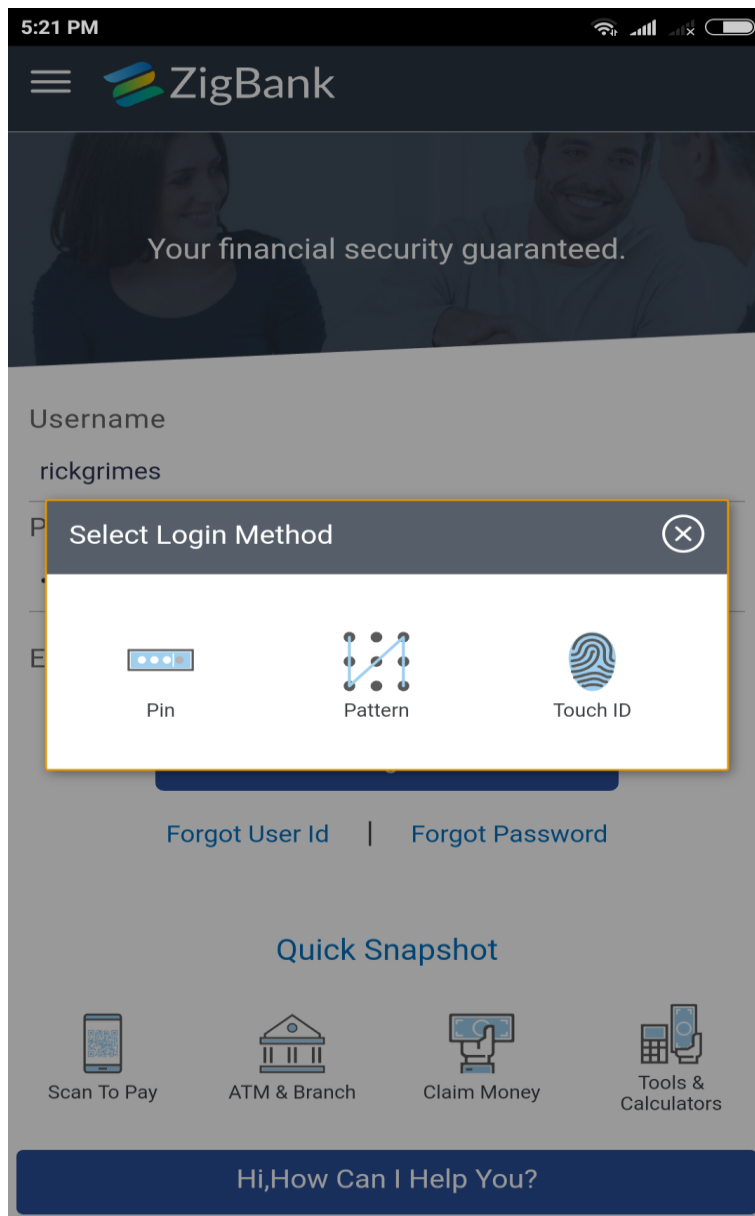 5:21 PM
ZigBank
Your financial security guaranteed.
Username
rickgrimes
P
Select Login Method
E
Pin
Pattern
Touch ID
Forgot User Id | Forgot Password
Quick Snapshot
Scan To Pay
ATM & Branch
Claim Money
Tools &
Calculators
Hi,How Can I Help You?